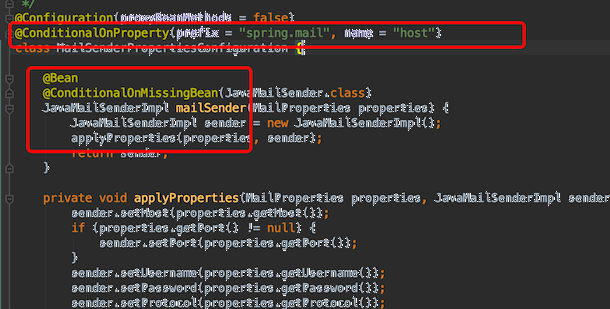 */
@Configuration(proxyBeanMethods = false)
@ConditionalOnProperty(prefix = "spring.mail", name = "host")
class MailSenderPropertiesConfiguration {
@Bean
@ConditionalOnMissingBean(JavaMailSender.class)
JavaMailSenderImpl mailSender(MailProperties properties) {
JavaMailSenderImpl sender = new JavaMailSenderImpl();
applyProperties(properties, sender);
return sender;
}
private void applyProperties(MailProperties properties, JavaMailSenderImpl sender
sender.setHost(properties.getHost());
if (properties.getPort() != null) {
sender.setPort(properties.getPort());
}
sender.setUsername(properties.getUsername());
sender.setPassword(properties.getPassword());
sender.setProtocol(properties.getProtocol());